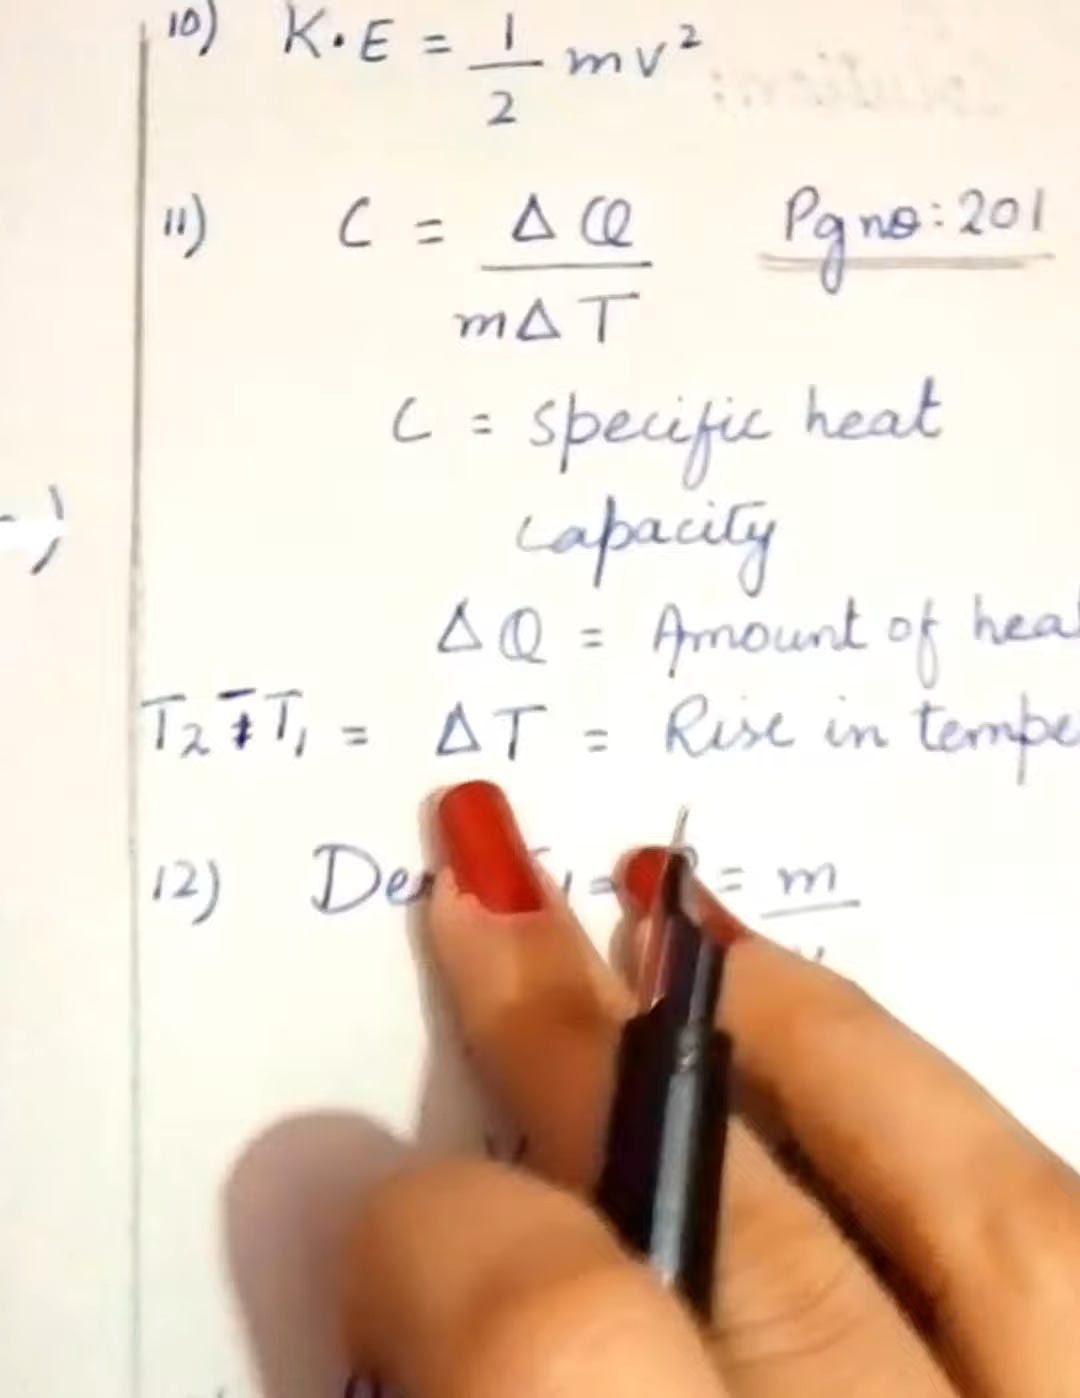 10) K.E = 1/2 mv²
11) C = ΔQ / mΔT Pg no: 201
C = specific heat
capacity
ΔQ = Amount of
T₂ - T₁ = ΔT = Rise in
12) = m